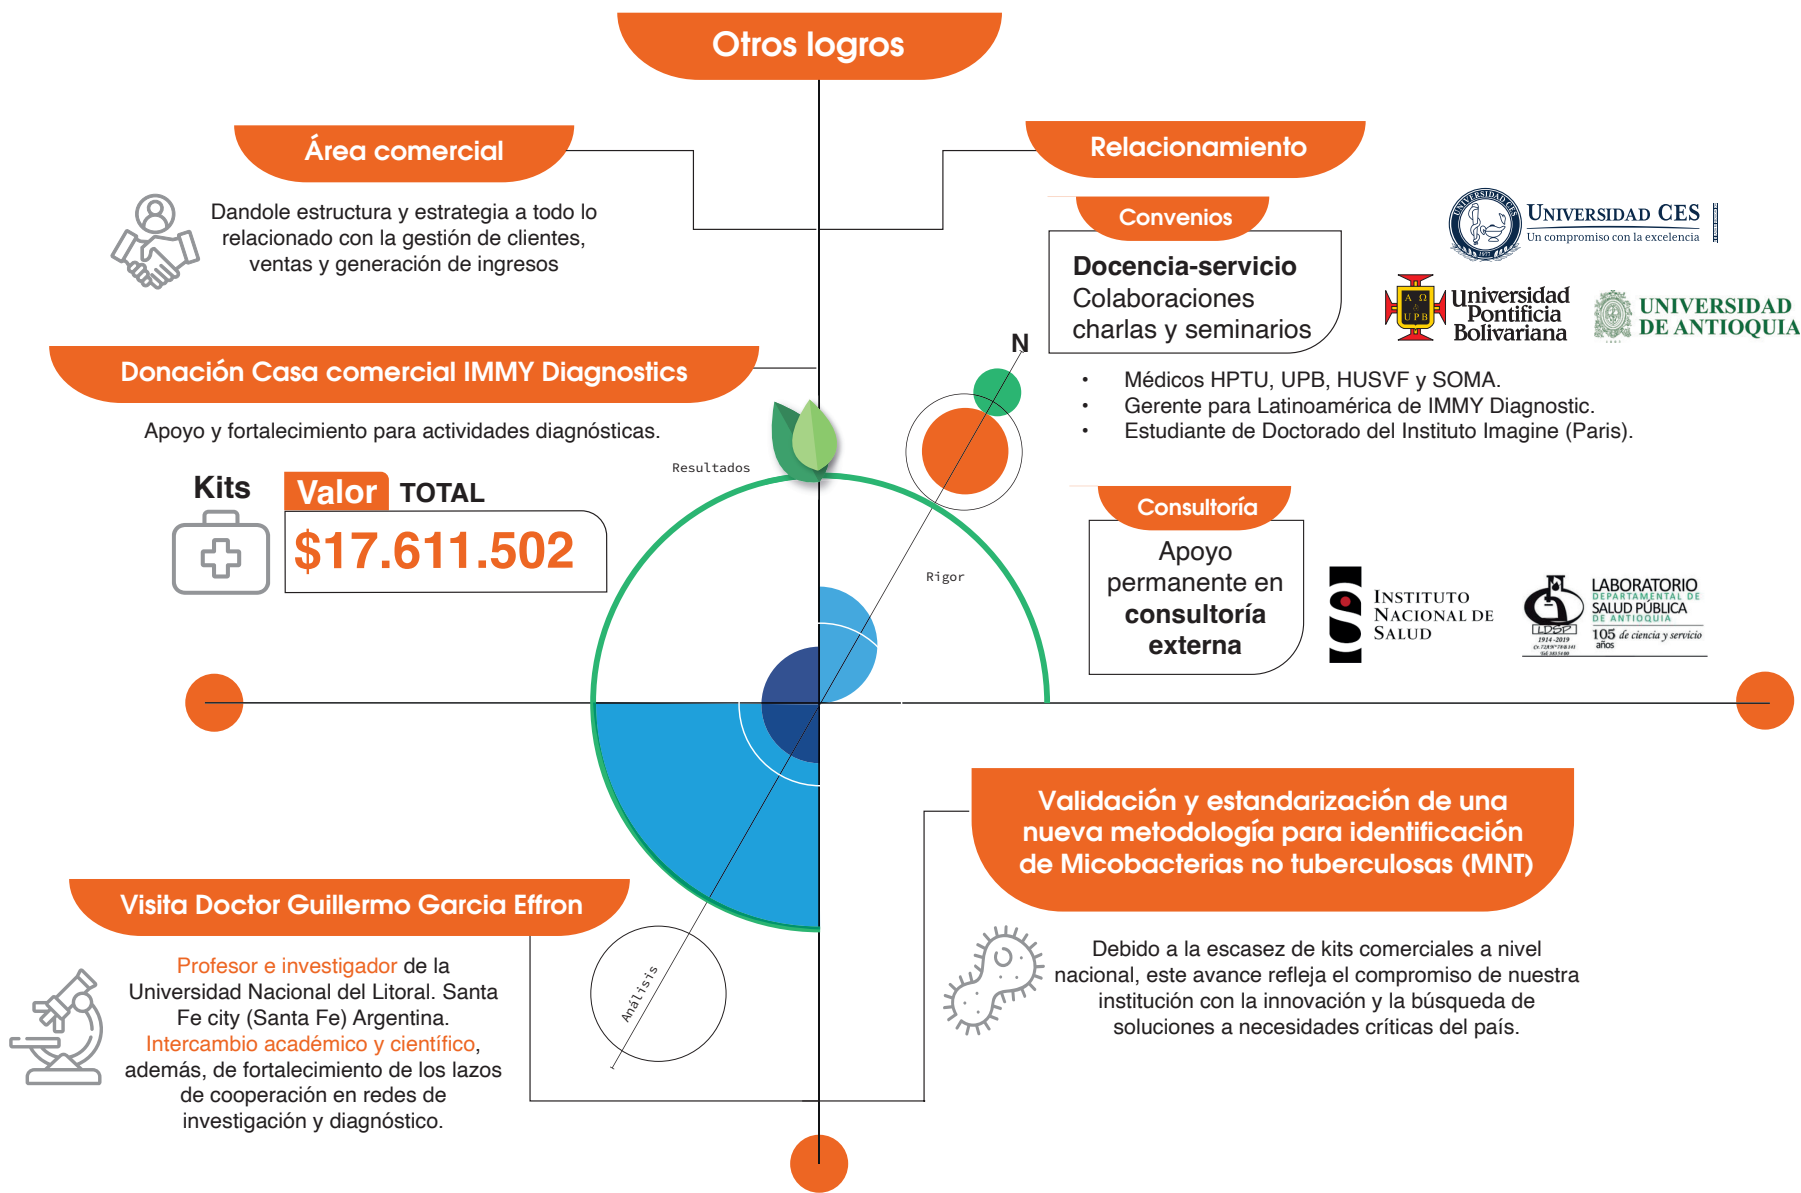 Otros logros
Área comercial
Dandole estructura y estrategia a todo lo
relacionado con la gestión de clientes,
ventas y generación de ingresos
Donación Casa comercial IMMY Diagnostics
Apoyo y fortalecimiento para actividades diagnósticas.
Kits
Valor TOTAL
$17.611.502
Relacionamiento
Convenios
Docencia-servicio
Colaboraciones
charlas y seminarios
UNIVERSIDAD CES
UNIVERSIDAD CES
Un compromiso con la excelencia
1977
Α Ω
UPB
Universidad
Pontificia
Bolivariana
UNIVERSIDAD
DE ANTIOQUIA
• Médicos HPTU, UPB, HUSVF y SOMA.
• Gerente para Latinoamérica de IMMY Diagnostic.
• Estudiante de Doctorado del Instituto Imagine (Paris).
N
Resultados
Rigor
Análisis
Consultoría
Apoyo
permanente en
consultoría
externa
INSTITUTO
NACIONAL DE
SALUD
LDSP
1914 -2019
LABORATORIO
DEPARTAMENTAL DE
SALUD PÚBLICA
DE ANTIOQUIA
105 de ciencia y servicio
años
Visita Doctor Guillermo Garcia Effron
Profesor e investigador de la
Universidad Nacional del Litoral. Santa
Fe city (Santa Fe) Argentina.
Intercambio académico y científico,
además, de fortalecimiento de los lazos
de cooperación en redes de
investigación y diagnóstico.
Validación y estandarización de una
nueva metodología para identificación
de Micobacterias no tuberculosas (MNT)
Debido a la escasez de kits comerciales a nivel
nacional, este avance refleja el compromiso de nuestra
institución con la innovación y la búsqueda de
soluciones a necesidades críticas del país.